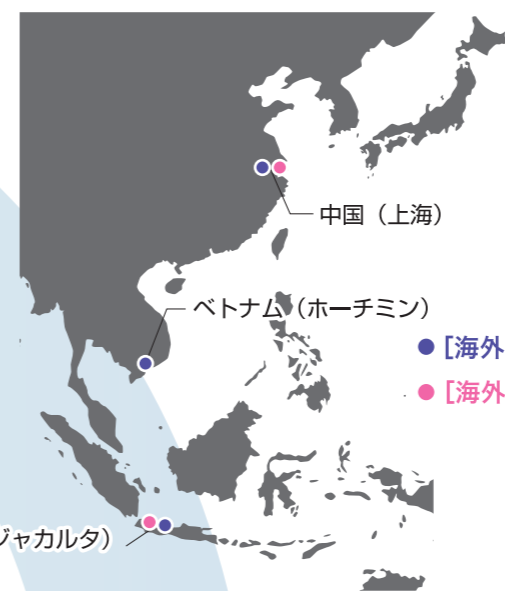 中国（上海）
ベトナム（ホーチミン）
[海外
[海外
ジャカルタ）